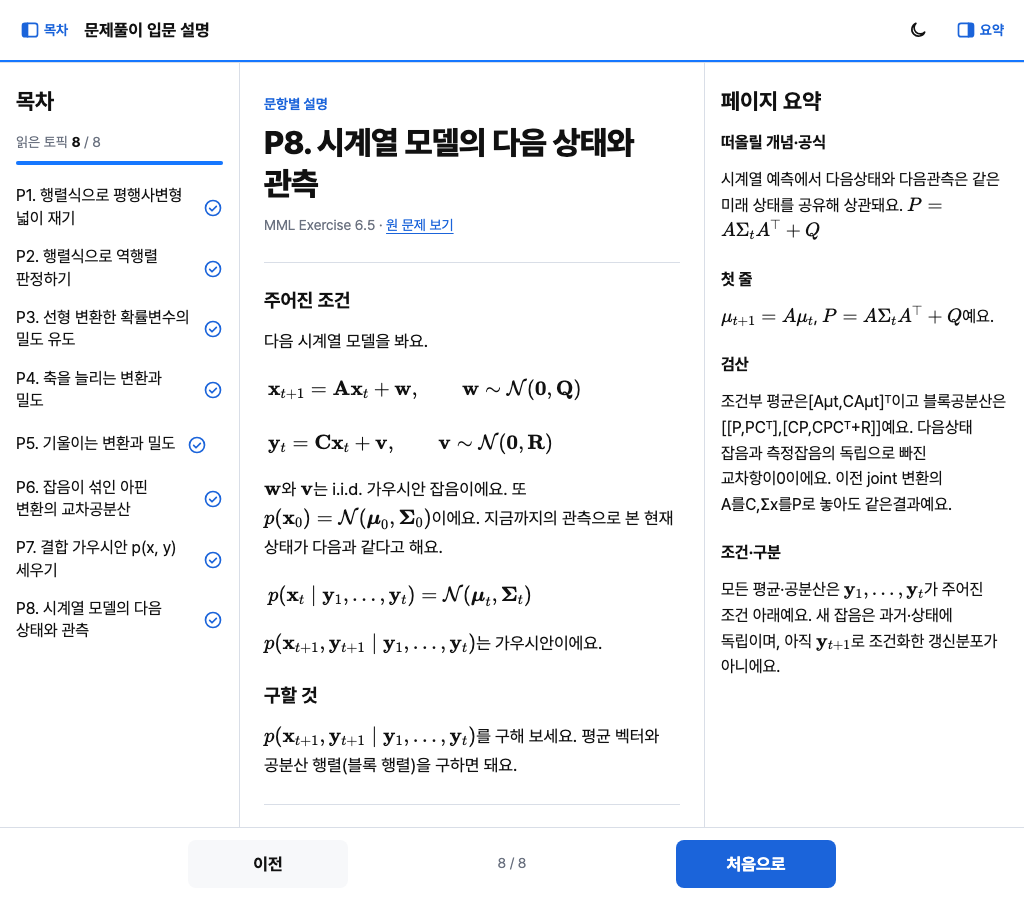 목차
문제풀이 입문 설명
요약
목차
읽은 토픽 8 / 8
P1. 행렬식으로 평행사변형
넓이 재기
P2. 행렬식으로 역행렬
판정하기
P3. 선형 변환한 확률변수의
밀도 유도
P4. 축을 늘리는 변환과
밀도
P5. 기울이는 변환과 밀도
P6. 잡음이 섞인 아핀
변환의 교차공분산
P7. 결합 가우시안 p(x, y)
세우기
P8. 시계열 모델의 다음
상태와 관측
문항별 설명
P8. 시계열 모델의 다음 상태와
관측
MML Exercise 6.5 · 원 문제 보기
주어진 조건
다음 시계열 모델을 봐요.
x_{t+1} = Ax_t + w,  w ∼ 𝒩(0, Q)
y_t = Cx_t + v,  v ∼ 𝒩(0, R)
w와 v는 i.i.d. 가우시안 잡음이에요. 또
p(x_0) = 𝒩(μ_0, Σ_0)이에요. 지금까지의 관측으로 본 현재
상태가 다음과 같다고 해요.
p(x_t | y_1, …, y_t) = 𝒩(μ_t, Σ_t)
p(x_{t+1}, y_{t+1} | y_1, …, y_t)는 가우시안이에요.
구할 것
p(x_{t+1}, y_{t+1} | y_1, …, y_t)를 구해 보세요. 평균 벡터와
공분산 행렬(블록 행렬)을 구하면 돼요.
페이지 요약
떠올릴 개념·공식
시계열 예측에서 다음상태와 다음관측은 같은
미래 상태를 공유해 상관돼요. P =
AΣ_tA^⊤ + Q
첫 줄
μ_{t+1} = Aμ_t, P = AΣ_tA^⊤ + Q예요.
검산
조건부 평균은[Aμt,CAμt]ᵀ이고 블록공분산은
[[P,PCᵀ],[CP,CPCᵀ+R]]예요. 다음상태
잡음과 측정잡음의 독립으로 빠진
교차항이0이에요. 이전 joint 변환의
A를C,Σx를P로 놓아도 같은결과예요.
조건·구분
모든 평균·공분산은 y_1, …, y_t가 주어진
조건 아래예요. 새 잡음은 과거·상태에
독립이며, 아직 y_{t+1}로 조건화한 갱신분포가
아니에요.
이전
8 / 8
처음으로